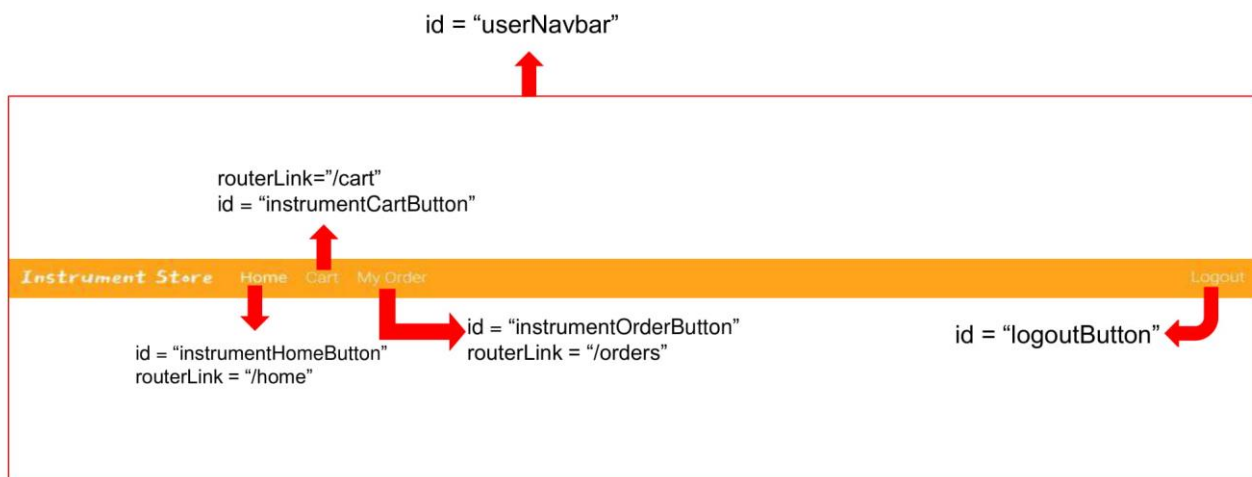 id = “userNavbar”
routerLink=”/cart”
id = “instrumentCartButton”
Instrument Store Home Cart My Order Logout
id = “instrumentHomeButton”
routerLink = “/home”
id = “instrumentOrderButton”
routerLink = “/orders”
id = “logoutButton”